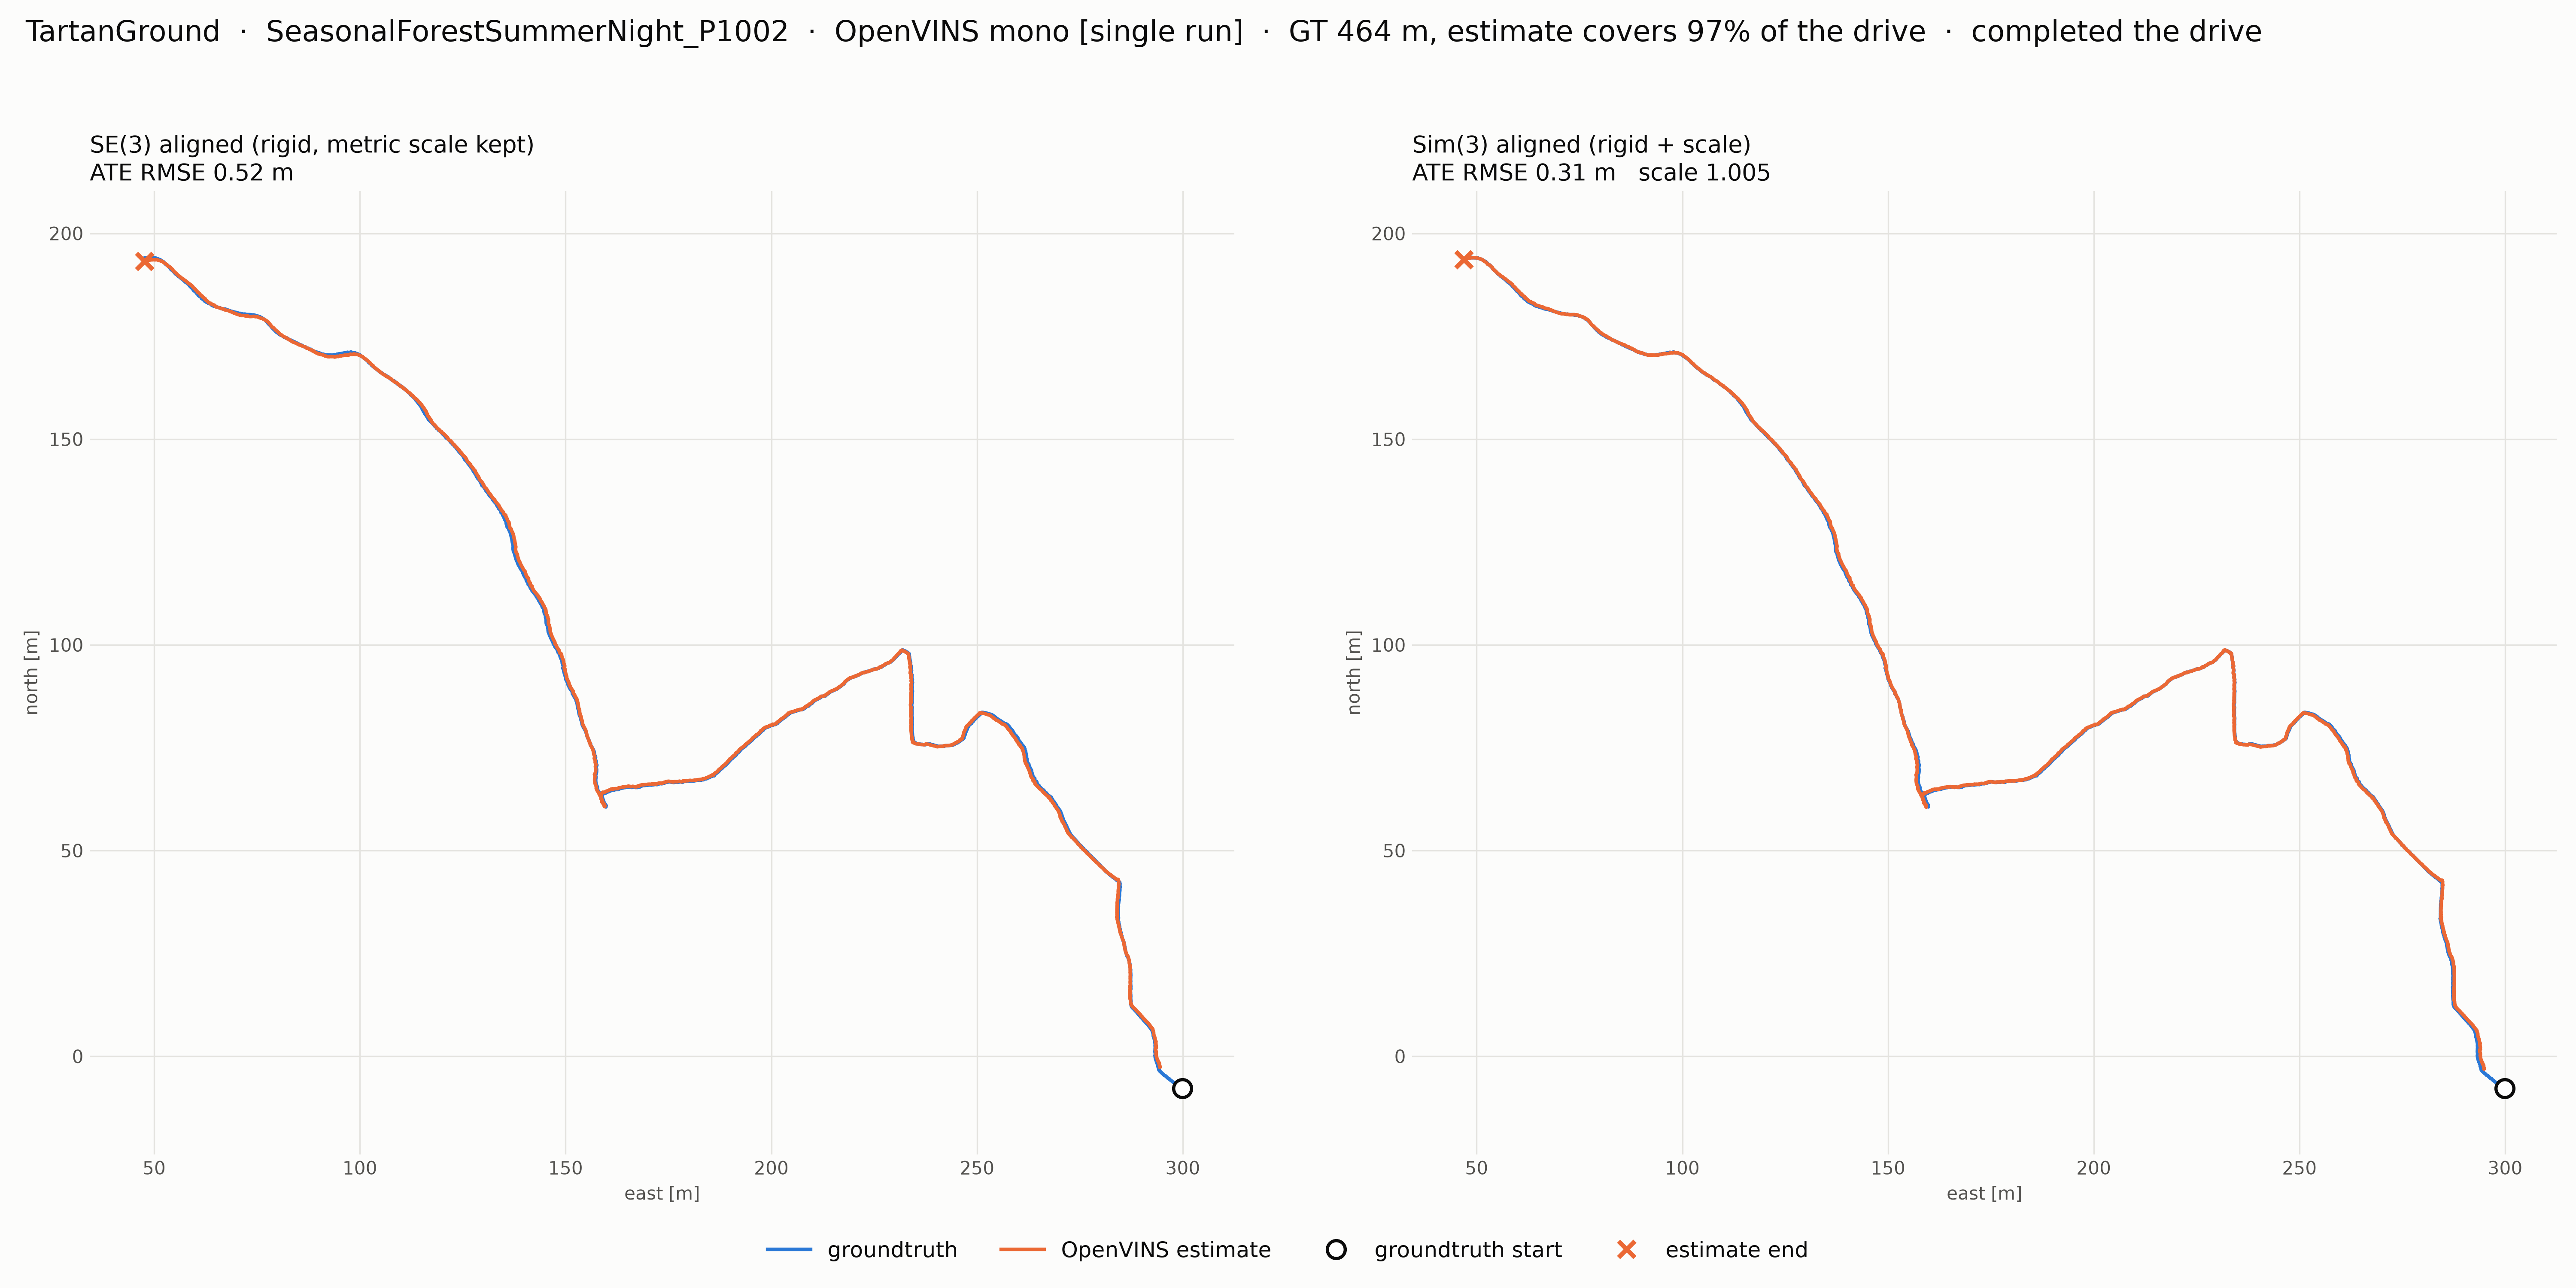 TartanGround · SeasonalForestSummerNight_P1002 · OpenVINS mono [single run] · GT 464 m, estimate covers 97% of the drive · completed the drive
SE(3) aligned (rigid, metric scale kept)
ATE RMSE 0.52 m
200
150
100
50
0
north [m]
50 100 150 200 250 300
east [m]
Sim(3) aligned (rigid + scale)
ATE RMSE 0.31 m scale 1.005
200
150
100
50
0
north [m]
50 100 150 200 250 300
east [m]
groundtruth OpenVINS estimate groundtruth start estimate end